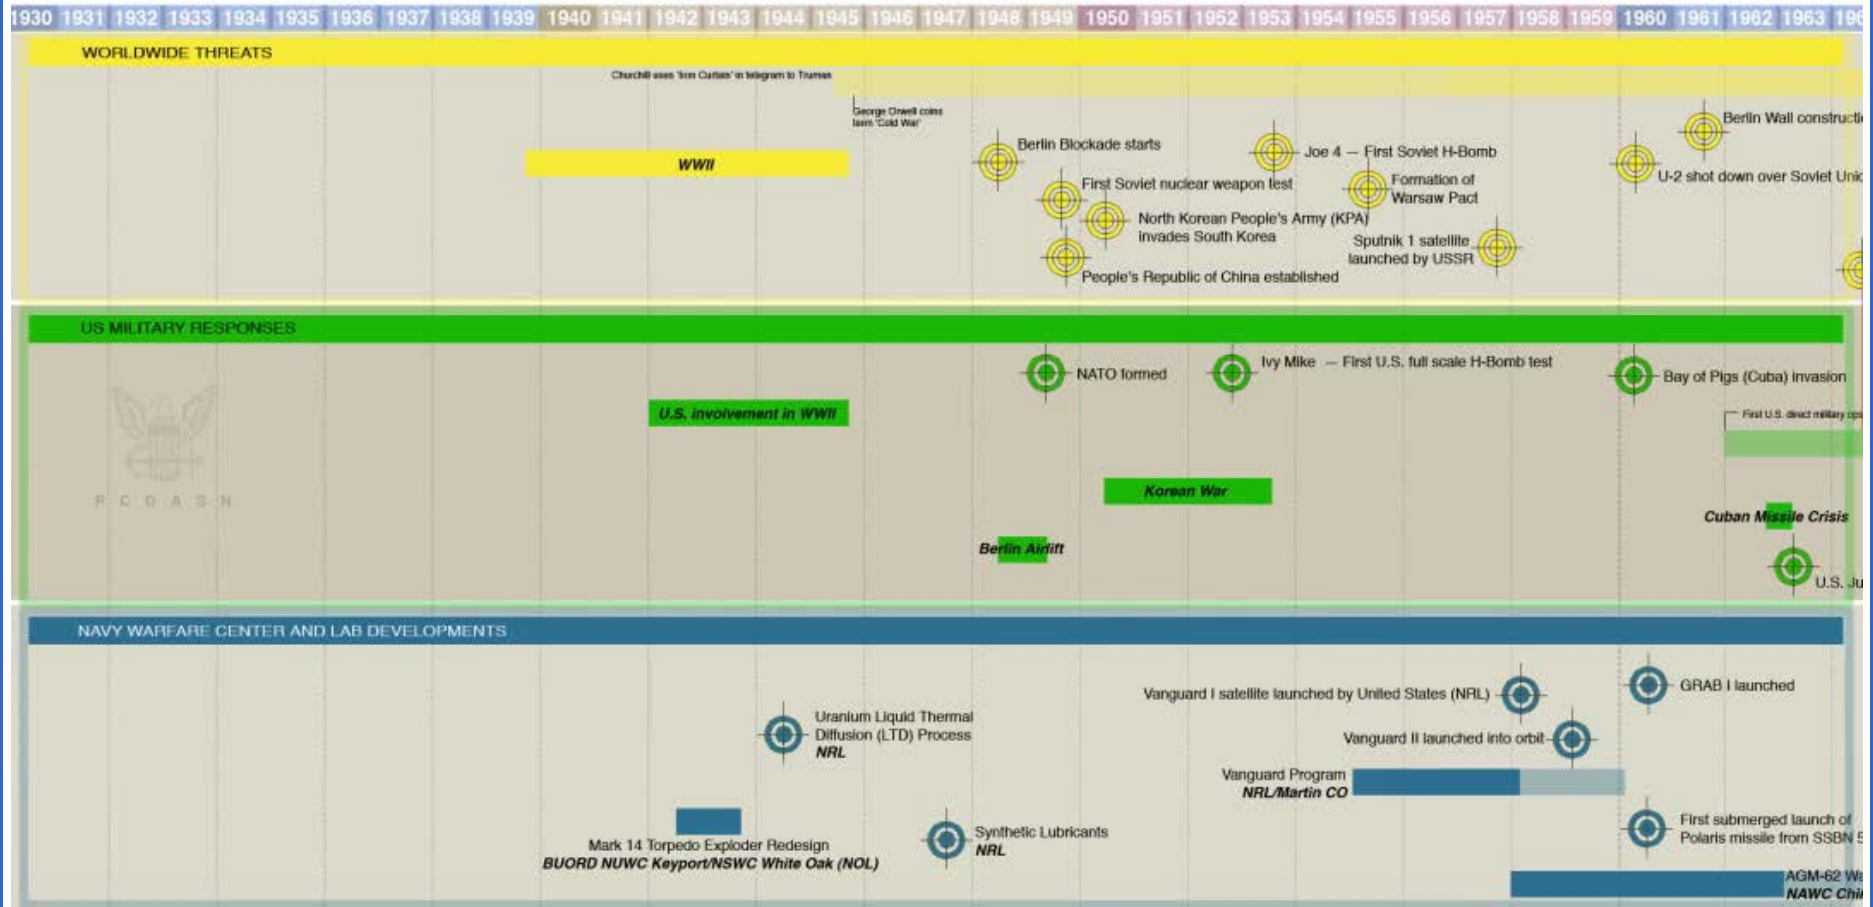 1930 1931 1932 1933 1934 1935 1936 1937 1938 1939 1940 1941 1942 1943 1944 1945 1946 1947 1948 1949 1950 1951 1952 1953 1954 1955 1956 1957 1958 1959 1960 1961 1962 1963 196
WORLDWIDE THREATS
Churchill uses 'Iron Curtain' in telegram to Truman
George Orwell coins
term 'Cold War'
WWII
Berlin Blockade starts
First Soviet nuclear weapon test
North Korean People's Army (KPA)
invades South Korea
People's Republic of China established
Joe 4 — First Soviet H-Bomb
Formation of
Warsaw Pact
Sputnik 1 satellite
launched by USSR
Berlin Wall constructi
U-2 shot down over Soviet Unio
US MILITARY RESPONSES
NATO formed
Ivy Mike — First U.S. full scale H-Bomb test
Bay of Pigs (Cuba) invasion
U.S. involvement in WWII
First U.S. direct military ops
Korean War
Cuban Missile Crisis
Berlin Airlift
U.S. Ju
R C D A S N
NAVY WARFARE CENTER AND LAB DEVELOPMENTS
Vanguard I satellite launched by United States (NRL)
GRAB I launched
Uranium Liquid Thermal
Diffusion (LTD) Process
NRL
Vanguard II launched into orbit
Vanguard Program
NRL/Martin CO
Mark 14 Torpedo Exploder Redesign
BUORD NUWC Keyport/NSWC White Oak (NOL)
Synthetic Lubricants
NRL
First submerged launch of
Polaris missile from SSBN 5
AGM-62 Wa
NAWC Chi